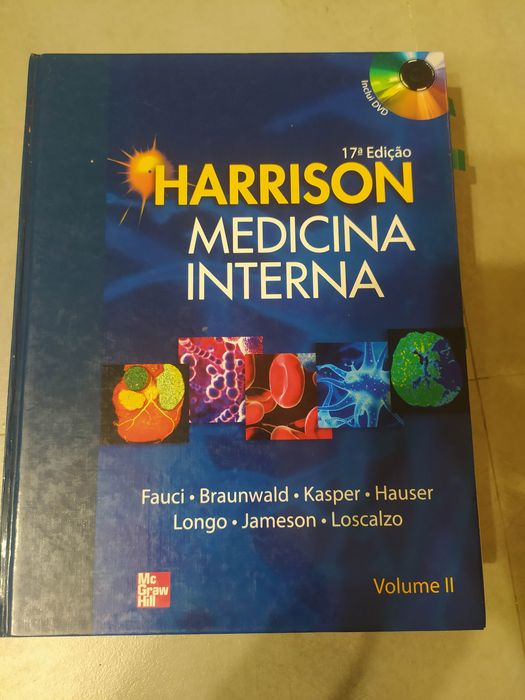 Inclui DVD
17ª Edição
HARRISON
MEDICINA
INTERNA
Fauci • Braunwald • Kasper • Hauser
Longo • Jameson • Loscalzo
Mc
Graw
Hill
Volume II